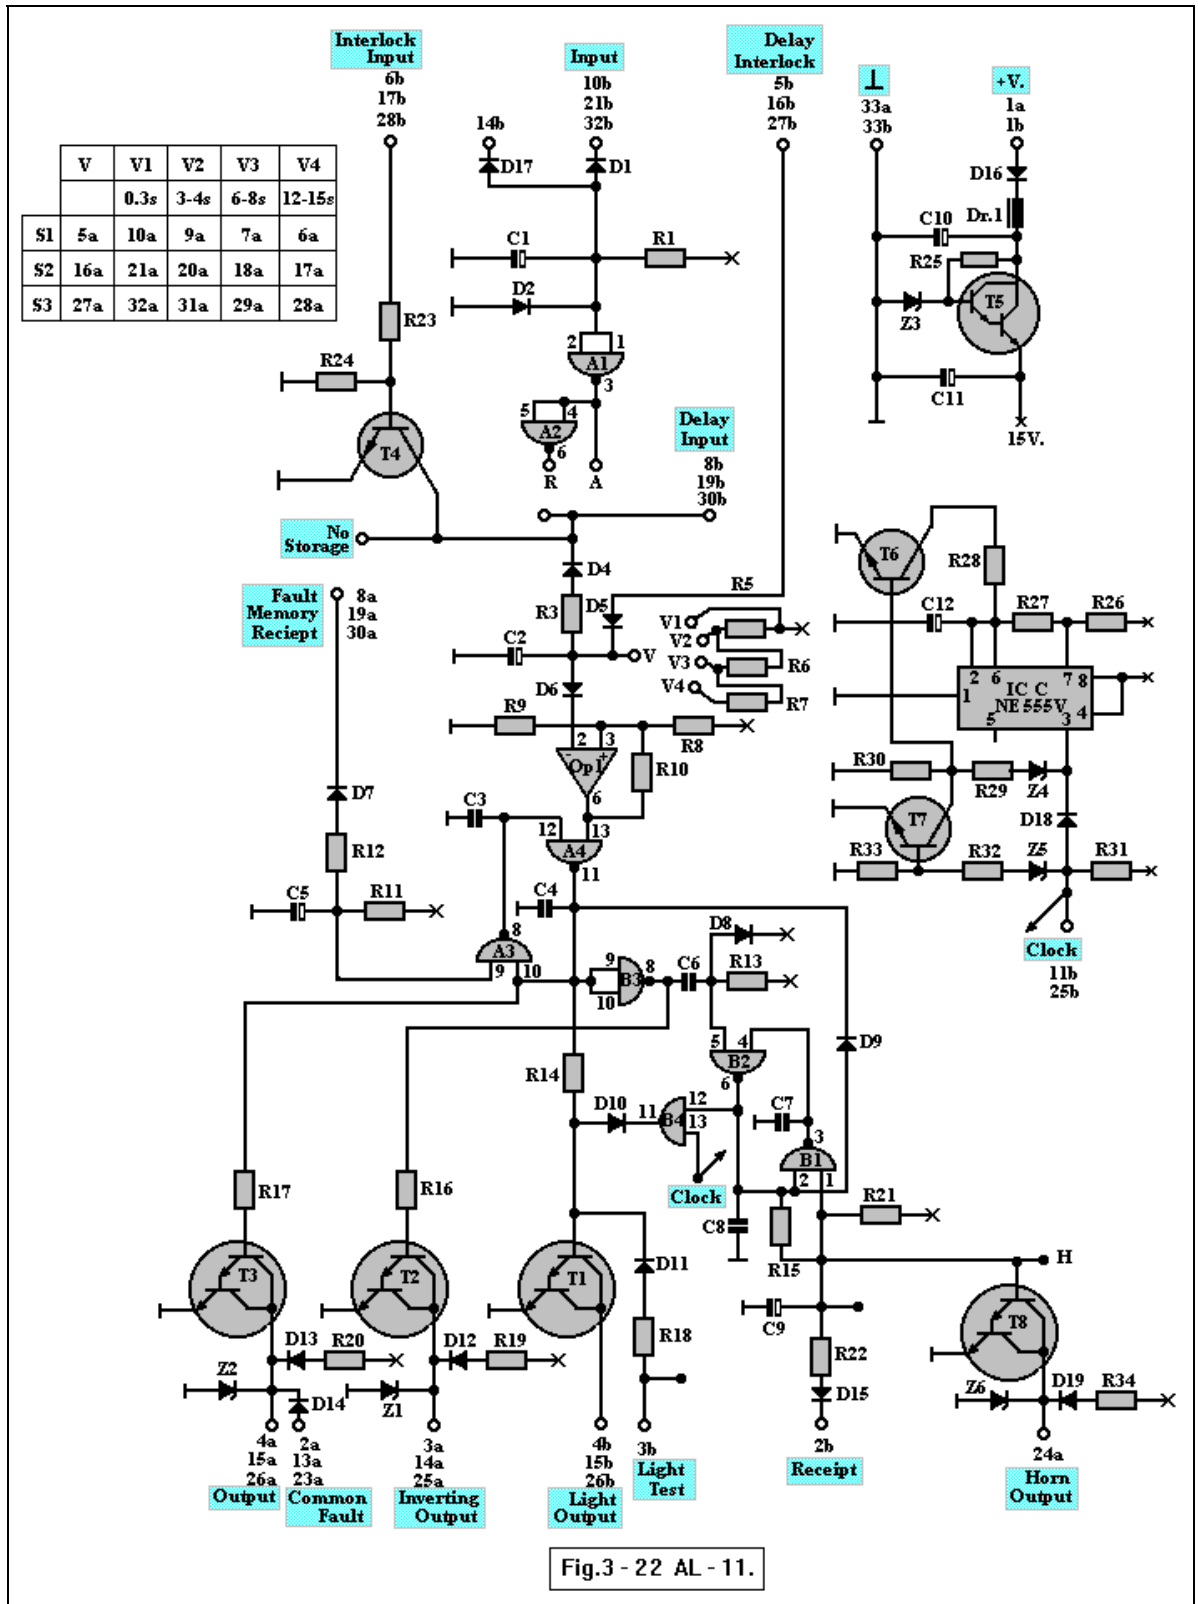 Interlock Input
6b
17b
28b
Input
10b
21b
32b
14b
Delay Interlock
5b
16b
27b
⊥
33a
33b
+V.
1a
1b
V V1 V2 V3 V4
0.3s 3-4s 6-8s 12-15s
S1 5a 10a 9a 7a 6a
S2 16a 21a 20a 18a 17a
S3 27a 32a 31a 29a 28a
D17
D1
D16
Dr.1
C10
R25
T5
Z3
C11
15V.
C1
R1
D2
R23
R24
T4
2 1
A1
3
5 4
A2
6
R A
Delay Input
8b
19b
30b
No Storage
Fault Memory Reciept
8a
19a
30a
D4
R3
D5
R5
C2
V
V1
V2
V3
V4
R6
R7
D6
R9
R8
2 3
- +
Op1
6
R10
T6
R28
C12
R27
R26
2 6 7 8
1
IC C
NE555V
5 3 4
R30
R29
Z4
T7
D18
R33
R32
Z5
R31
Clock
11b
25b
D7
R12
C5
R11
C3
12 13
A4
11
C4
8
A3
9 10
9
10
B3
8
C6
D8
R13
5 4
B2
6
D9
R14
D10
11
B4
12
13
C7
3
B1
2 1
Clock
R21
C8
R15
H
R17
R16
T3
T2
T1
D11
R18
C9
R22
D15
T8
Z6
D19
R34
D13
R20
D12
R19
Z2
D14
Z1
4a
15a
26a
Output
2a
13a
23a
Common Fault
3a
14a
25a
Inverting Output
4b
15b
26b
Light Output
3b
Light Test
2b
Receipt
24a
Horn Output
Fig.3 - 22 AL - 11.